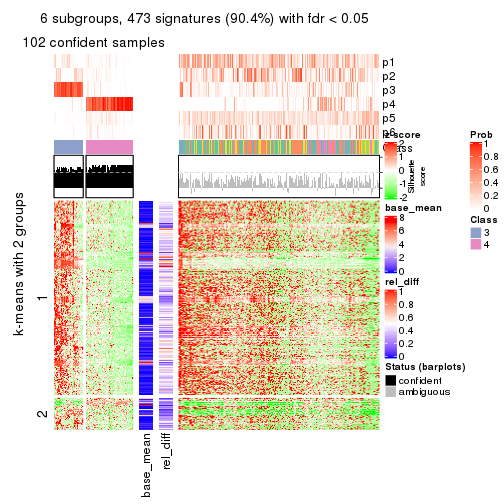 6 subgroups, 473 signatures (90.4%) with fdr < 0.05
102 confident samples
p1
p2
p3
p4
p5
p6
Class
Silhouette
score
k-means with 2 groups
1
2
base_mean
rel_diff
z-score
2
1
0
-1
-2
base_mean
8
6
4
2
0
rel_diff
1
0.8
0.6
0.4
0.2
0
Status (barplots)
confident
ambiguous
Prob
1
0.8
0.6
0.4
0.2
0
Class
3
4